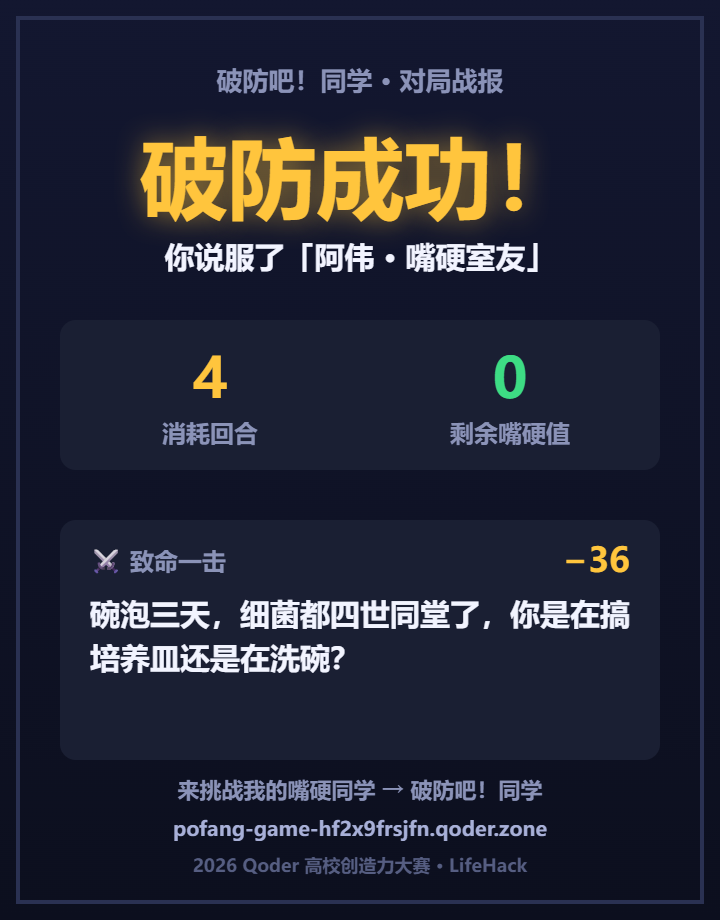 破防吧！同学 • 对局战报
破防成功！
你说服了「阿伟 • 嘴硬室友」
4
0
消耗回合
剩余嘴硬值
⚔ 致命一击
−36
碗泡三天，细菌都四世同堂了，你是在搞
培养皿还是在洗碗？
来挑战我的嘴硬同学 → 破防吧！同学
pofang-game-hf2x9frsjfn.qoder.zone
2026 Qoder 高校创造力大赛 • LifeHack